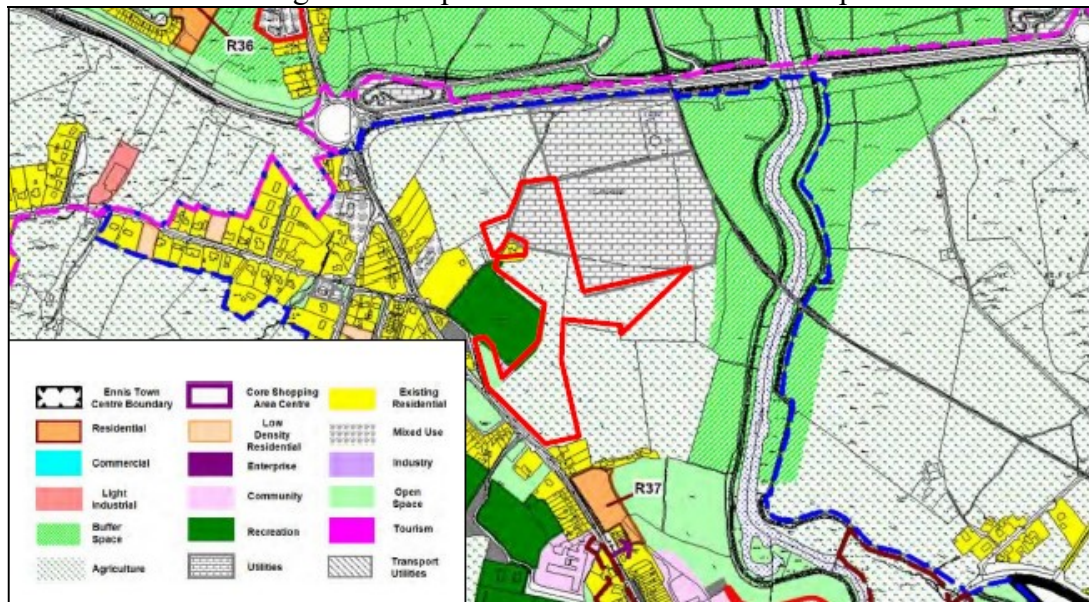 R36
R37
Ennis Town
Centre Boundary
Core Shopping
Area Centre
Existing
Residential
Residential
Low
Density
Residential
Mixed Use
Commercial
Enterprise
Industry
Light
Industrial
Community
Open
Space
Buffer
Space
Recreation
Tourism
Agriculture
Utilities
Transport
Utilities